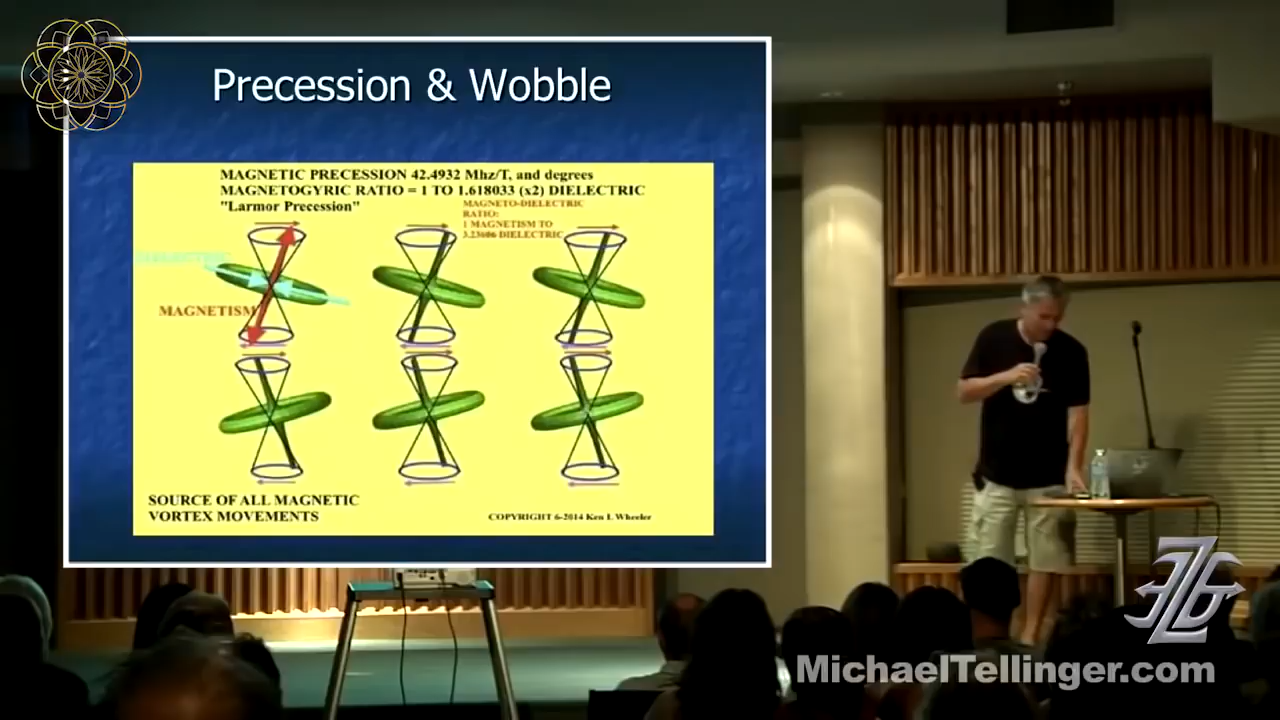 Precession & Wobble
MAGNETIC PRECESSION 42.4932 Mhz/T, and degrees
MAGNETOGYRIC RATIO = 1 TO 1.618033 (x2) DIELECTRIC
"Larmor Precession"
MAGNETO-DIELECTRIC
RATIO:
1 MAGNETISM TO
3.23606 DIELECTRIC
MAGNETISM
SOURCE OF ALL MAGNETIC
VORTEX MOVEMENTS
COPYRIGHT 6-2014 Ken L Wheeler
MichaelTellinger.com